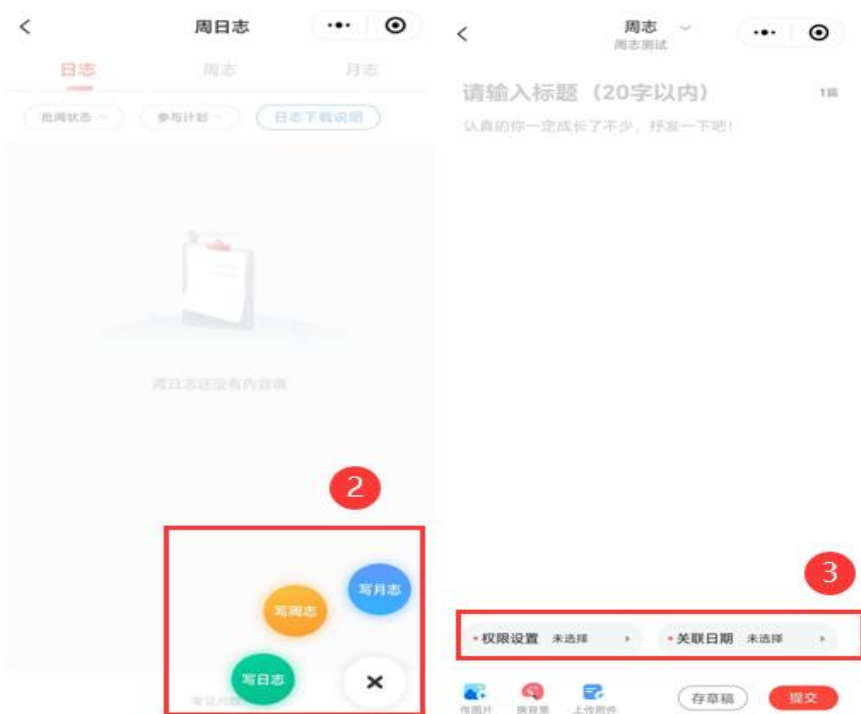 周日志
日志 周志 月志
批阅状态 参与计划 日志下载说明
周日志还没有内容哦
2
写月志
写周志
写日志
周志
周志测试
请输入标题（20字以内） 1篇
认真的你一定成长了不少，抒发一下吧！
3
*权限设置 未选择 *关联日期 未选择
传图片 换背景 上传附件 存草稿 提交